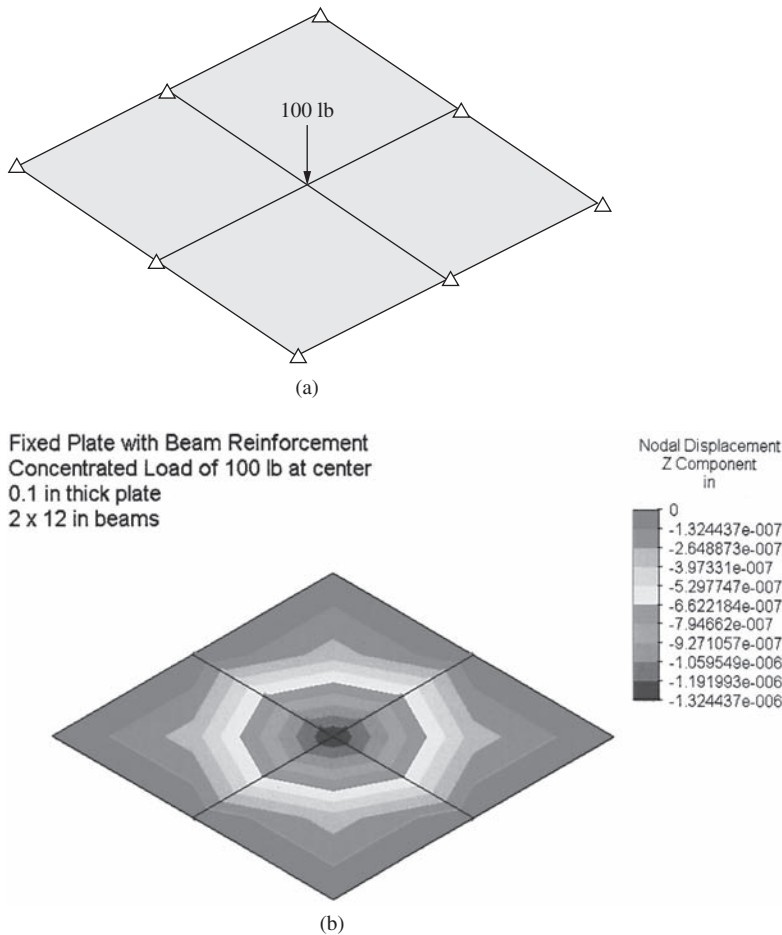 100 lb
(a)
Fixed Plate with Beam Reinforcement
Concentrated Load of 100 lb at center
0.1 in thick plate
2 x 12 in beams
Nodal Displacement
Z Component
in
0
-1.324437e-007
-2.648873e-007
-3.97331e-007
-5.297747e-007
-6.622184e-007
-7.94662e-007
-9.271057e-007
-1.059549e-006
-1.191993e-006
-1.324437e-006
(b)